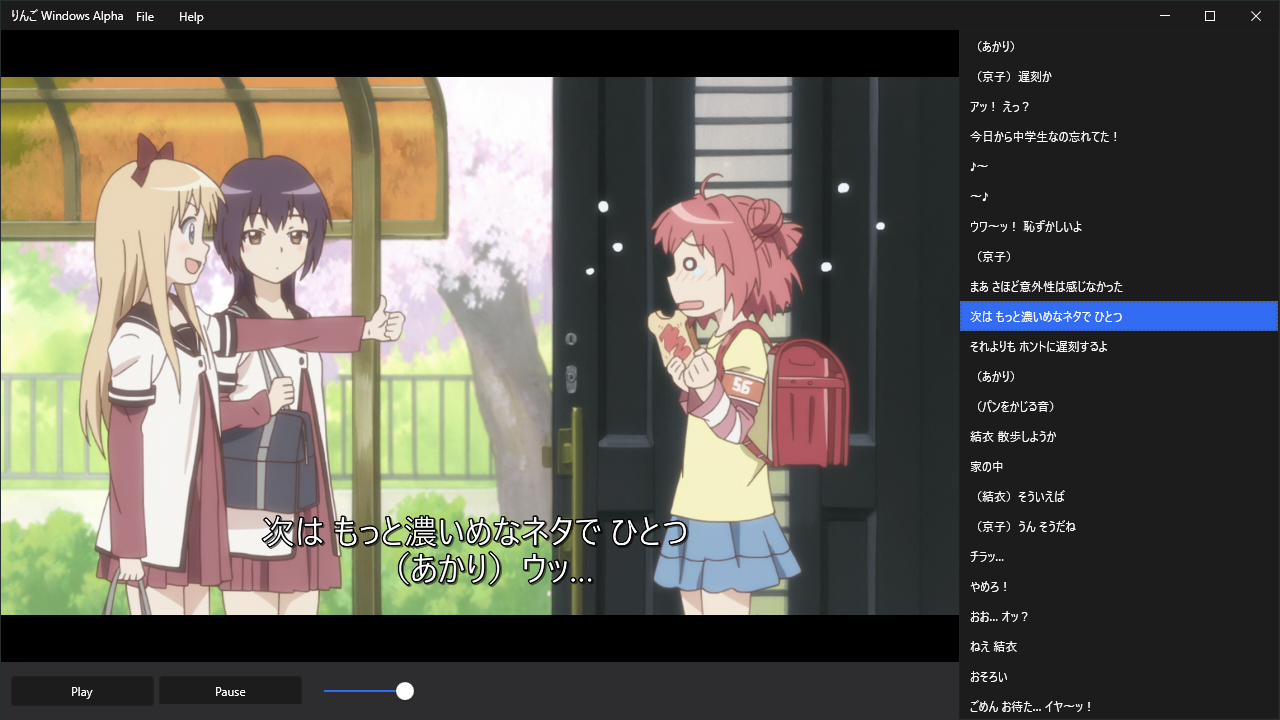 りんご Windows Alpha File Help
次は もっと濃いめなネタで ひとつ
（あかり） ウッ…
56
Play Pause
（あかり）
（京子）遅刻か
アッ！ えっ？
今日から中学生なの忘れてた！
♪～
～♪
ウワ～ッ！ 恥ずかしいよ
（京子）
まあ さほど意外性は感じなかった
次は もっと濃いめなネタで ひとつ
それよりも ホントに遅刻するよ
（あかり）
（パンをかじる音）
結衣 散歩しようか
家の中
（結衣）そういえば
（京子）うん そうだね
チラッ…
やめろ！
おお… オッ？
ねえ 結衣
おそろい
ごめん お待た… イヤ～ッ！